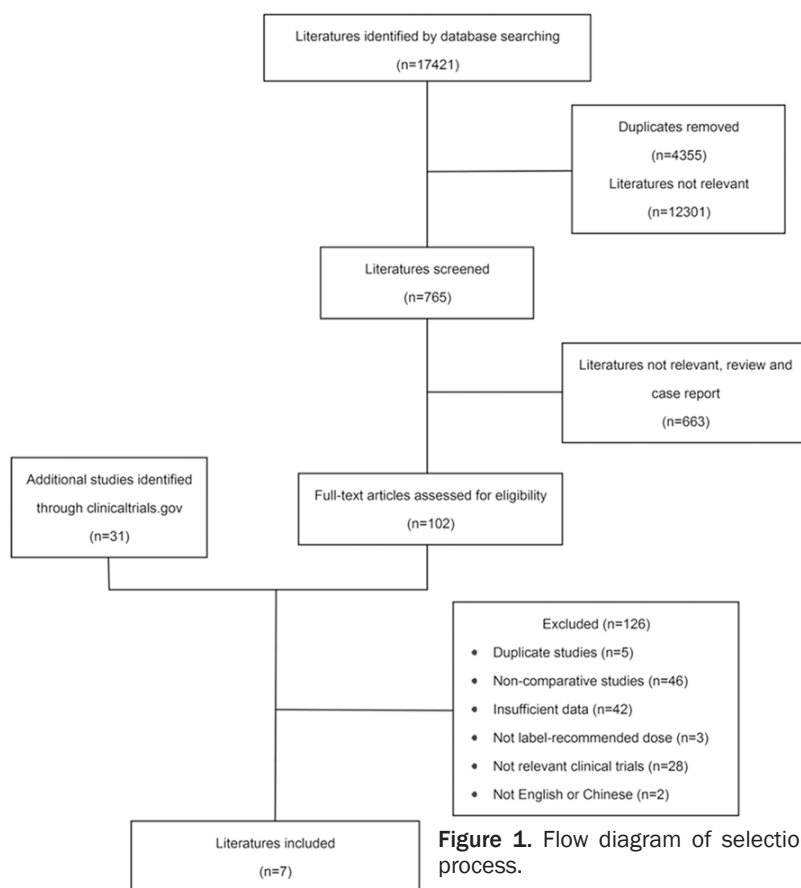 Literatures identified by database searching
(n=17421)
Duplicates removed
(n=4355)
Literatures not relevant
(n=12301)
Literatures screened
(n=765)
Literatures not relevant, review and
case report
(n=663)
Additional studies identified
through clinicaltrials.gov
(n=31)
Full-text articles assessed for eligibility
(n=102)
Excluded (n=126)
• Duplicate studies (n=5)
• Non-comparative studies (n=46)
• Insufficient data (n=42)
• Not label-recommended dose (n=3)
• Not relevant clinical trials (n=28)
• Not English or Chinese (n=2)
Literatures included
(n=7)
Figure 1. Flow diagram of selectio
process.